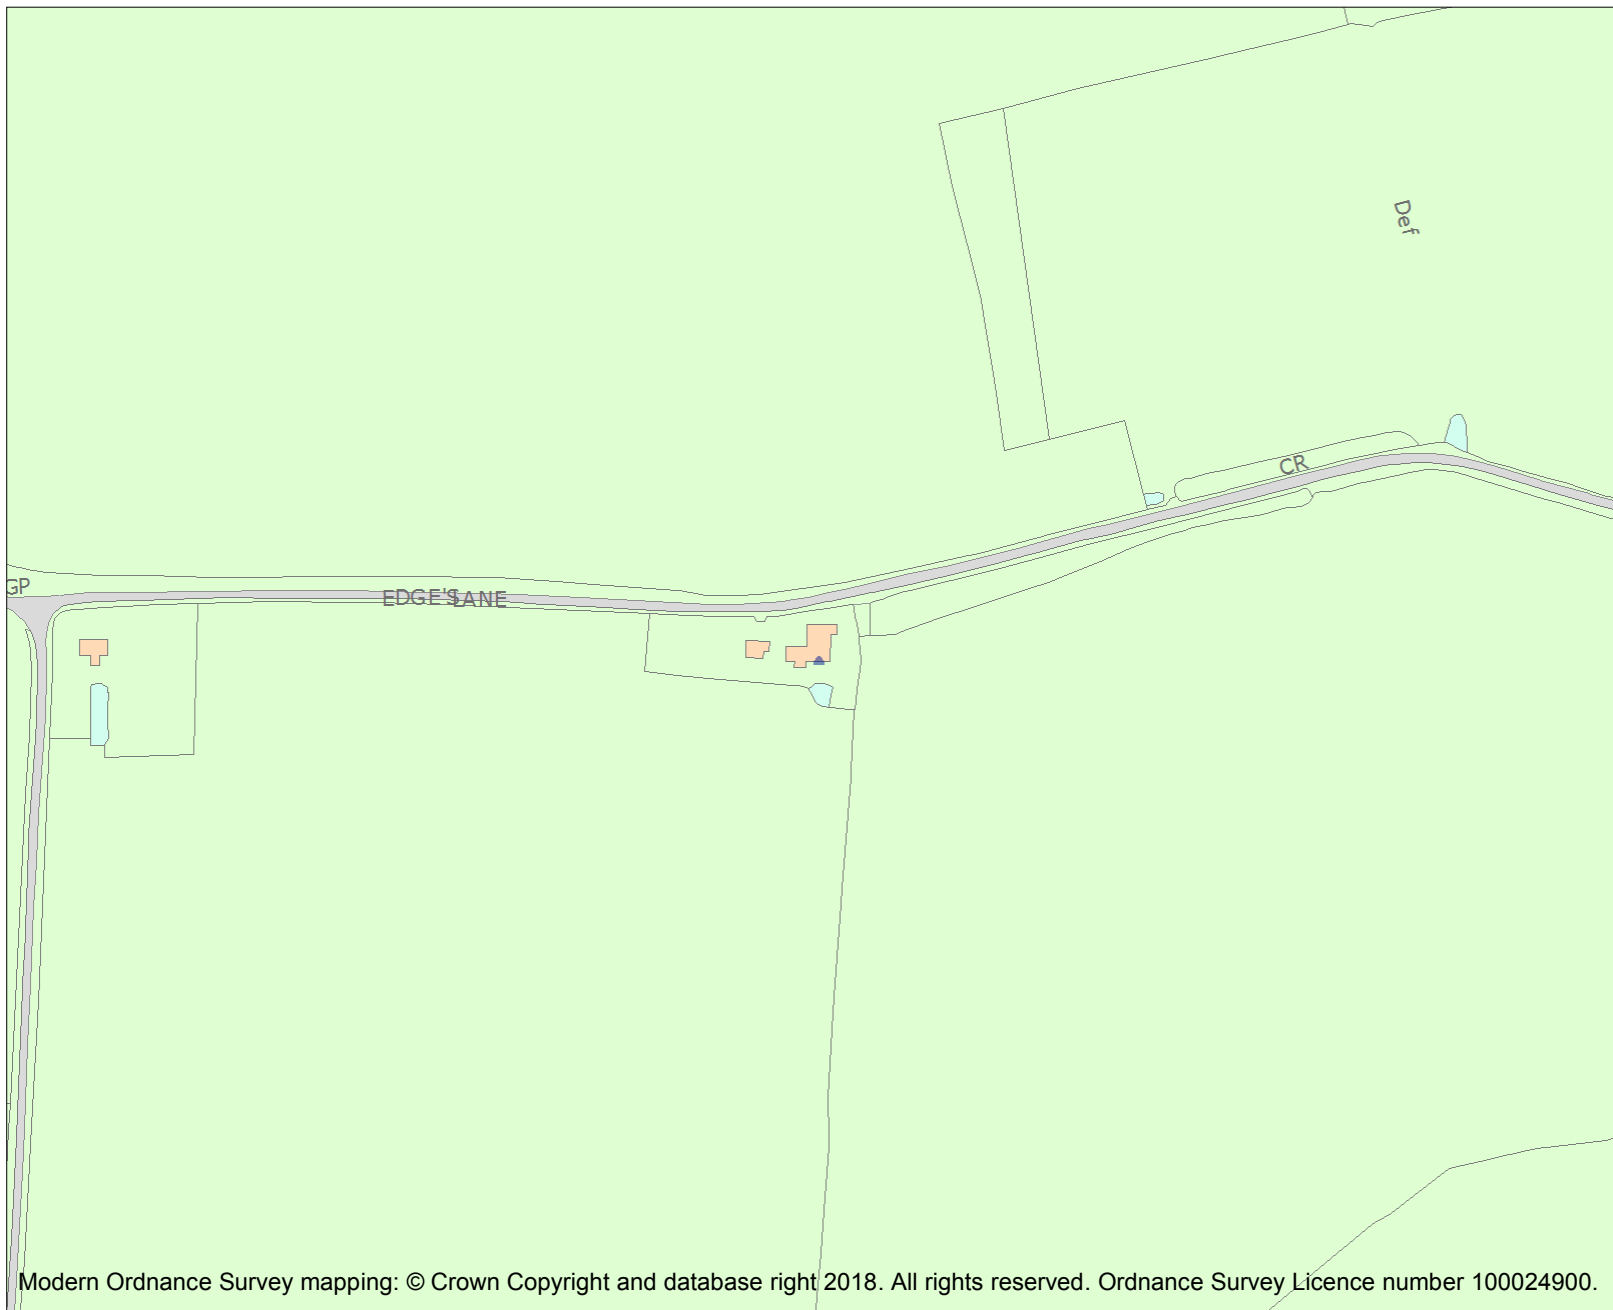 Def
CR
GP
EDGE'S LANE
Modern Ordnance Survey mapping: © Crown Copyright and database right 2018. All rights reserved. Ordnance Survey Licence number 100024900.